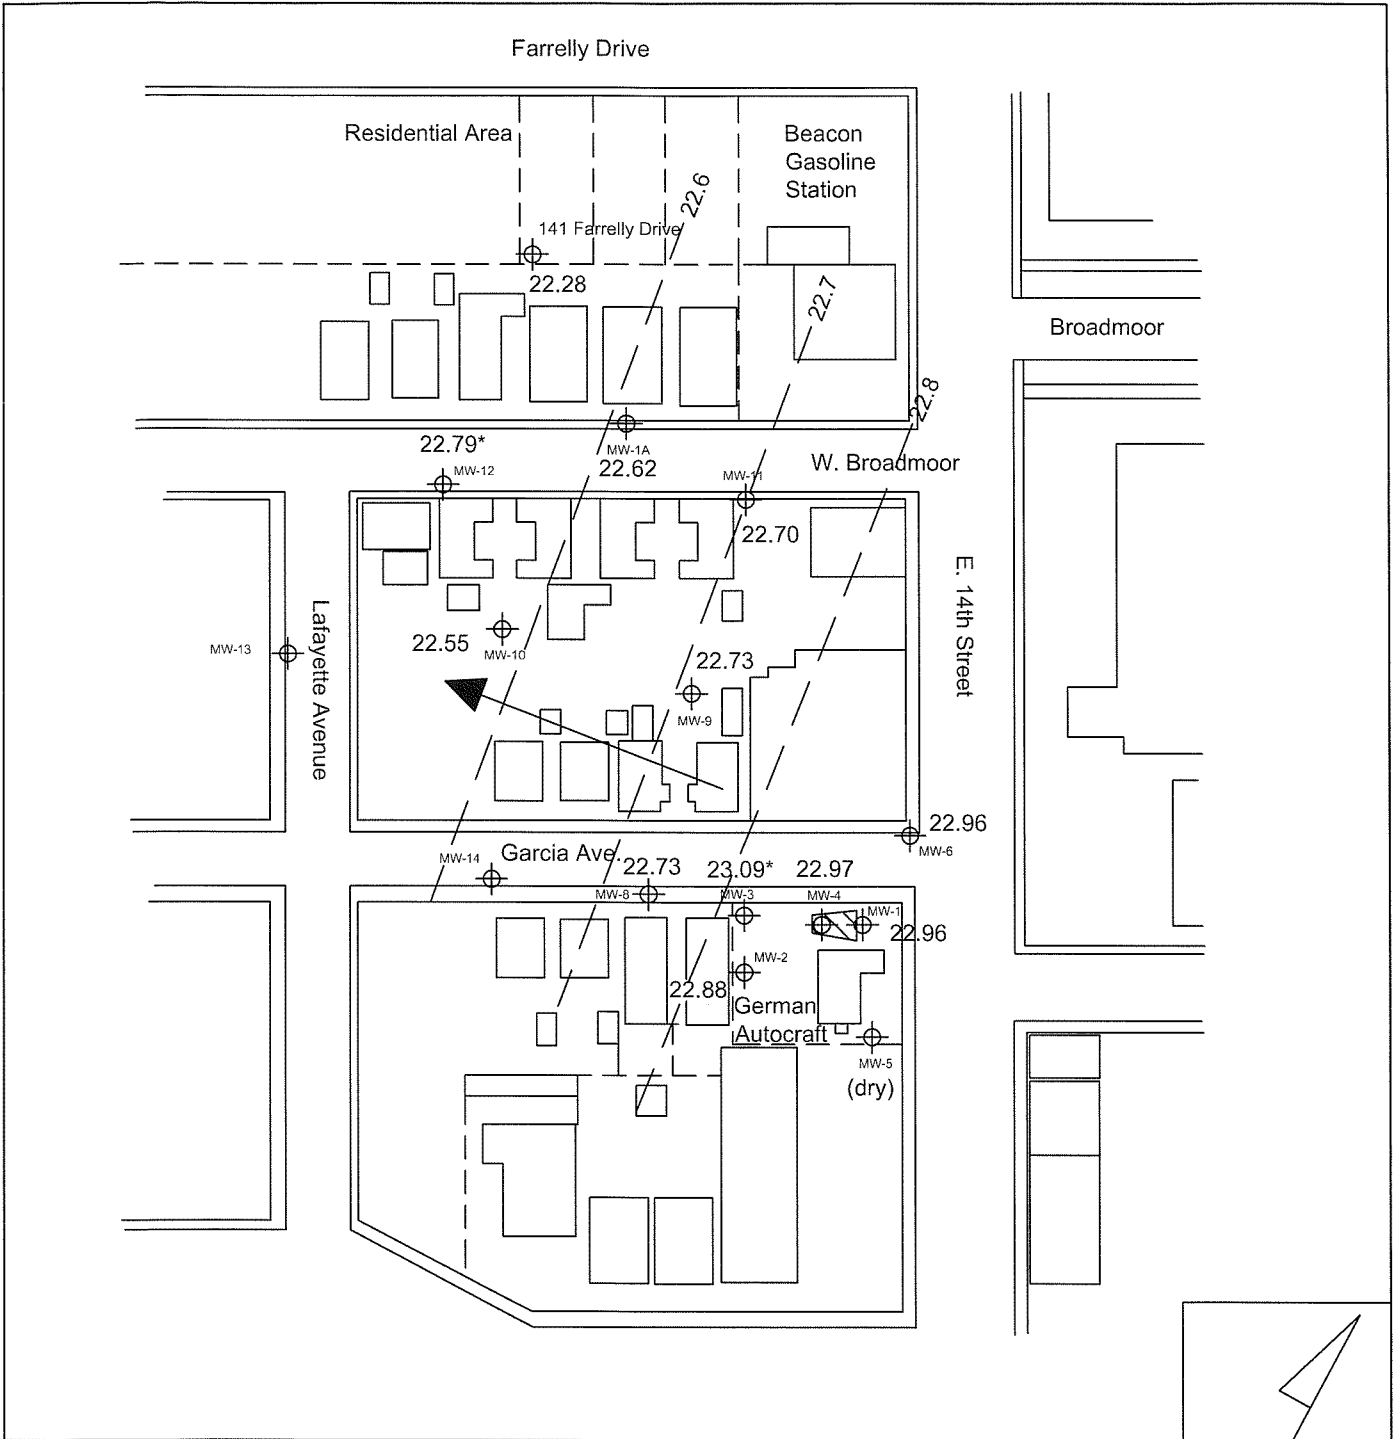 Farrelly Drive
Residential Area
Beacon
Gasoline
Station
22.6
141 Farrelly Drive
22.28
22.7
Broadmoor
22.8
22.79*
MW-12
MW-1A
22.62
W. Broadmoor
MW-11
22.70
E. 14th Street
Lafayette Avenue
MW-13
22.55
MW-10
22.73
MW-9
22.96
MW-6
Garcia Ave.
MW-14
22.73
MW-8
23.09*
MW-3
22.97
MW-4
MW-1
22.96
MW-2
22.88
German
Autocraft
MW-5
(dry)